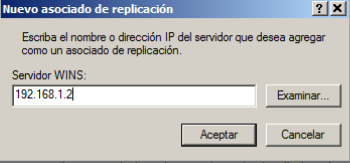 Nuevo asociado de replicación
Escriba el nombre o dirección IP del servidor que desea agregar
como un asociado de replicación.
Servidor WINS:
192.168.1.2
Examinar...
Aceptar
Cancelar